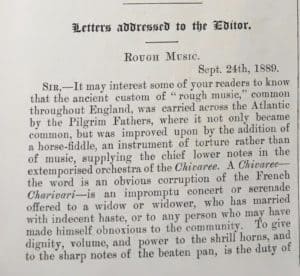 Letters addressed to the Editor.
ROUGH MUSIC.
Sept. 24th, 1889.
SIR,—It may interest some of your readers to know
that the ancient custom of "rough music," common
throughout England, was carried across the Atlantic
by the Pilgrim Fathers, where it not only became
common, but was improved upon by the addition of
a horse-fiddle, an instrument of torture rather than
of music, supplying the chief lower notes in the
extemporised orchestra of the Chicaree. A Chivaree—
the word is an obvious corruption of the French
Charivari—is an impromptu concert or serenade
offered to a widow or widower, who has married
with indecent haste, or to any person who may have
made himself obnoxious to the community. To give
dignity, volume, and power to the shrill horns, and
to the sharp notes of the beaten pan, is the duty of